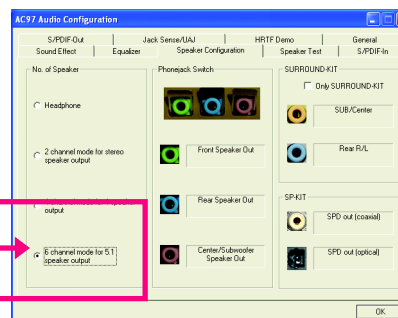 AC97 Audio Configuration
S/PDIF-Out
Jack Sense/UAJ
HRTF Demo
General
Sound Effect
Equalizer
Speaker Configuration
Speaker Test
S/PDIF-In
No. of Speaker
Headphone
2 channel mode for stereo
speaker output
output
6 channel mode for 5.1
speaker output
Phonejack Switch
Front Speaker Out
Rear Speaker Out
Center/Subwoofer
Speaker Out
SURROUND-KIT
Only SURROUND-KIT
SUB/Center
Rear R/L
SP-KIT
SPD out (coaxial)
SPD out (optical)
OK